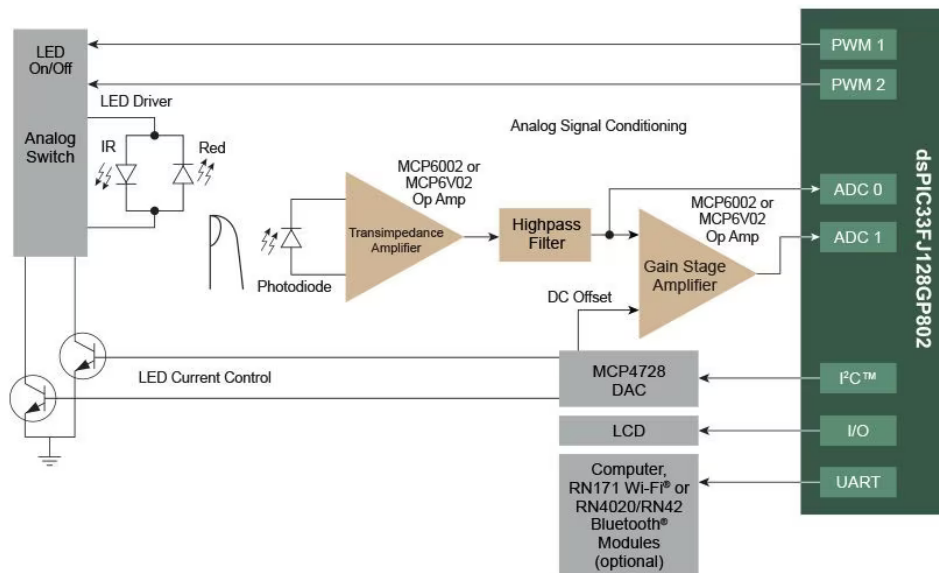 LED
On/Off
Analog
Switch
LED Driver
IR
Red
Photodiode
MCP6002 or
MCP6V02
Op Amp
Transimpedance
Amplifier
Analog Signal Conditioning
Highpass
Filter
MCP6002 or
MCP6V02
Op Amp
Gain Stage
Amplifier
DC Offset
LED Current Control
MCP4728
DAC
LCD
Computer,
RN171 Wi-Fi® or
RN4020/RN42
Bluetooth®
Modules
(optional)
PWM 1
PWM 2
ADC 0
ADC 1
I²C™
I/O
UART
dsPIC33FJ128GP802